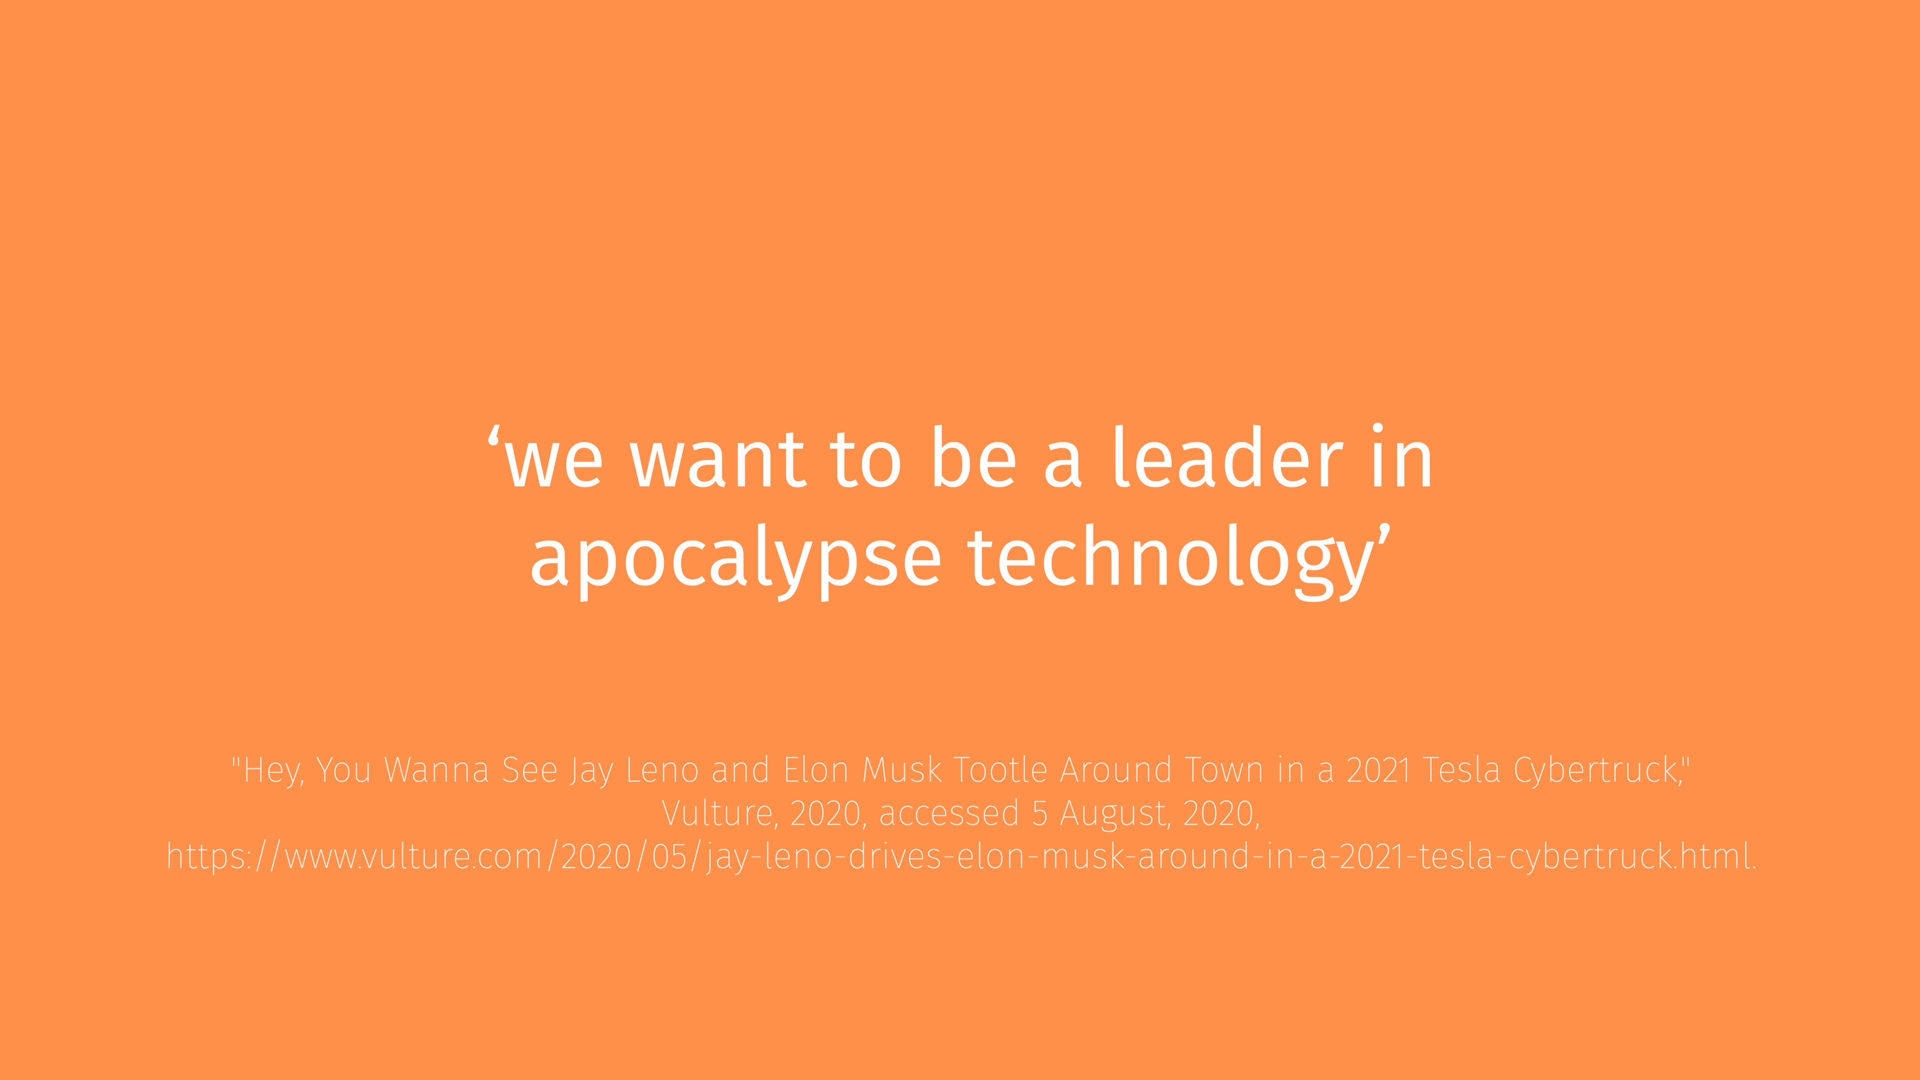 ‘we want to be a leader in
apocalypse technology’
"Hey, You Wanna See Jay Leno and Elon Musk Tootle Around Town in a 2021 Tesla Cybertruck,"
Vulture, 2020, accessed 5 August, 2020,
https://www.vulture.com/2020/05/jay-leno-drives-elon-musk-around-in-a-2021-tesla-cybertruck.html.